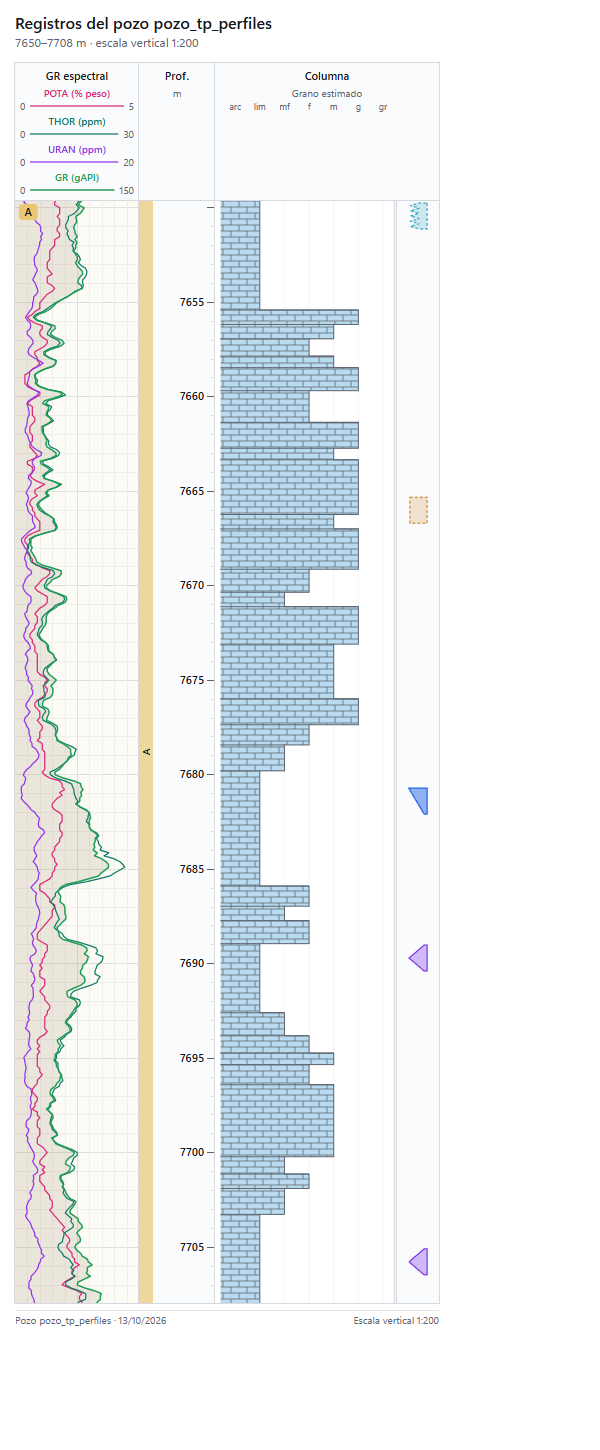 Registros del pozo pozo_tp_perfiles
7650–7708 m · escala vertical 1:200
GR espectral
Prof.
Columna
POTA (% peso)
m
Grano estimado
0 5
arc lim mf f m g gr
THOR (ppm)
0 30
URAN (ppm)
0 20
GR (gAPI)
0 150
A
7655
7660
7665
7670
7675
A
7680
7685
7690
7695
7700
7705
Pozo pozo_tp_perfiles · 13/10/2026
Escala vertical 1:200